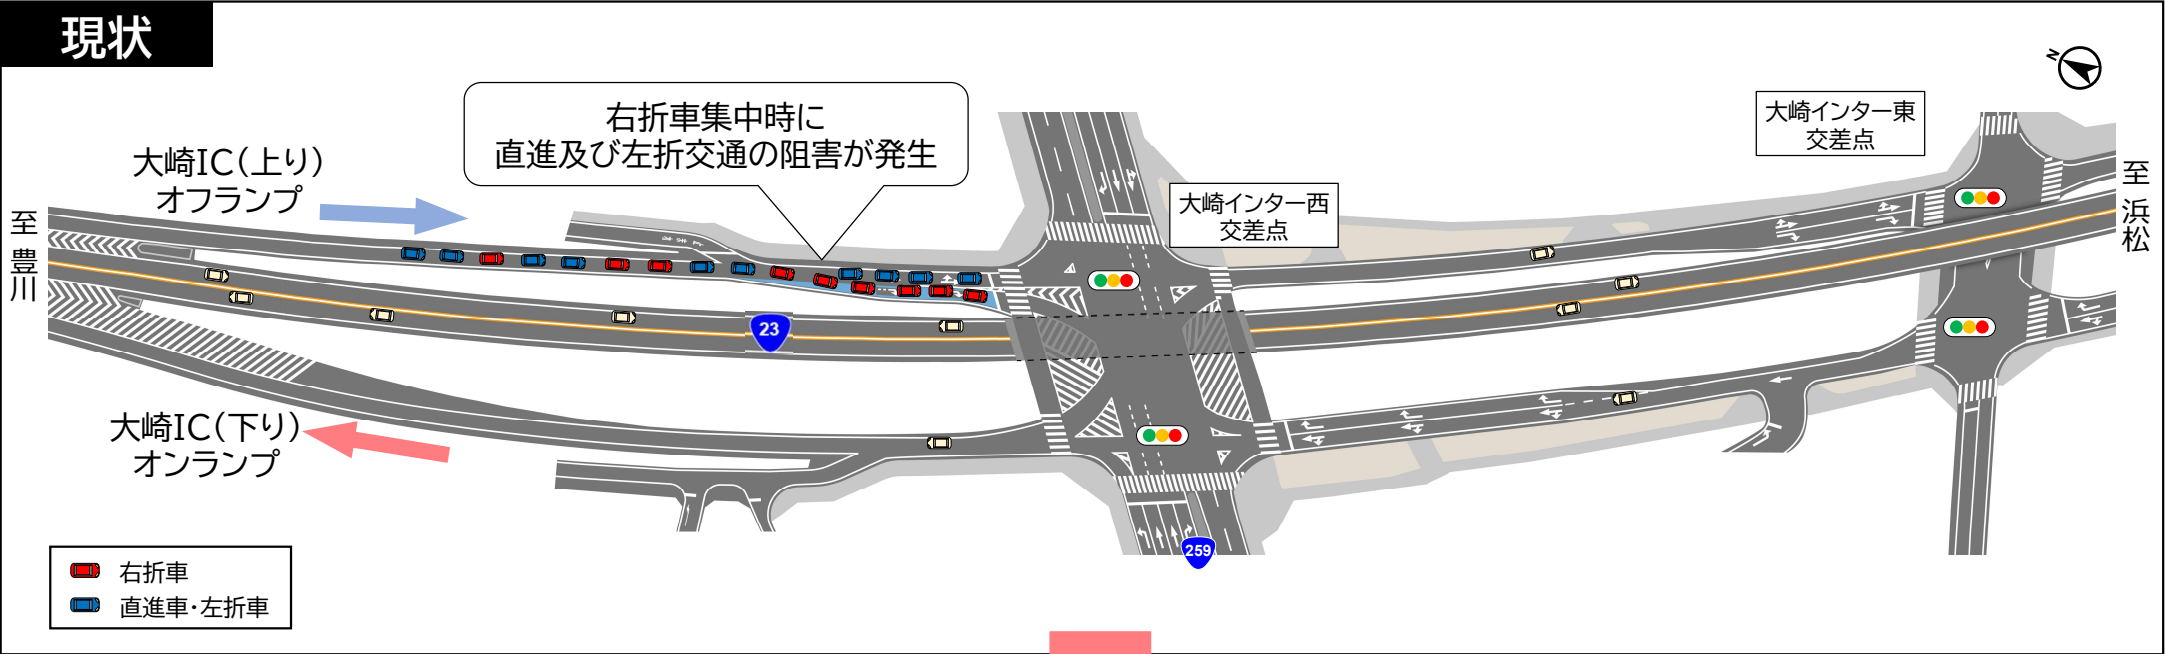 現状
N
右折車集中時に
直進及び左折交通の阻害が発生
大崎インター東
交差点
大崎IC(上り)
オフランプ
大崎インター西
交差点
至 豊川
至 浜松
23
大崎IC(下り)
オンランプ
259
右折車
直進車・左折車